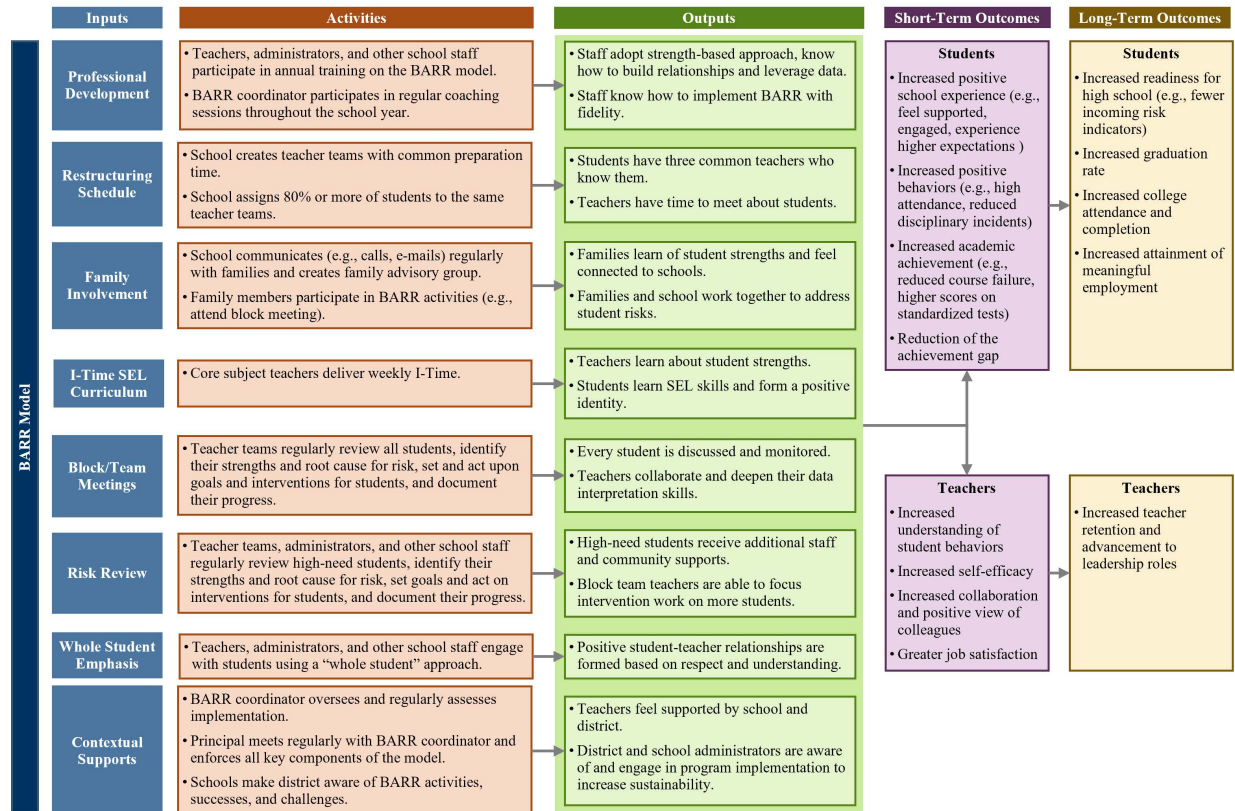 Inputs
Activities
Outputs
Short-Term Outcomes
Long-Term Outcomes
BARR Model
Professional
Development
• Teachers, administrators, and other school staff
participate in annual training on the BARR model.
• BARR coordinator participates in regular coaching
sessions throughout the school year.
• Staff adopt strength-based approach, know
how to build relationships and leverage data.
• Staff know how to implement BARR with
fidelity.
Restructuring
Schedule
• School creates teacher teams with common preparation
time.
• School assigns 80% or more of students to the same
teacher teams.
• Students have three common teachers who
know them.
• Teachers have time to meet about students.
Family
Involvement
• School communicates (e.g., calls, e-mails) regularly
with families and creates family advisory group.
• Family members participate in BARR activities (e.g.,
attend block meeting).
• Families learn of student strengths and feel
connected to schools.
• Families and school work together to address
student risks.
I-Time SEL
Curriculum
• Core subject teachers deliver weekly I-Time.
• Teachers learn about student strengths.
• Students learn SEL skills and form a positive
identity.
Block/Team
Meetings
• Teacher teams regularly review all students, identify
their strengths and root cause for risk, set and act upon
goals and interventions for students, and document
their progress.
• Every student is discussed and monitored.
• Teachers collaborate and deepen their data
interpretation skills.
Risk Review
• Teacher teams, administrators, and other school staff
regularly review high-need students, identify their
strengths and root cause for risk, set goals and act on
interventions for students, and document their progress.
• High-need students receive additional staff
and community supports.
• Block team teachers are able to focus
intervention work on more students.
Whole Student
Emphasis
• Teachers, administrators, and other school staff engage
with students using a “whole student” approach.
• Positive student-teacher relationships are
formed based on respect and understanding.
Contextual
Supports
• BARR coordinator oversees and regularly assesses
implementation.
• Principal meets regularly with BARR coordinator and
enforces all key components of the model.
• Schools make district aware of BARR activities,
successes, and challenges.
• Teachers feel supported by school and
district.
• District and school administrators are aware
of and engage in program implementation to
increase sustainability.
Students
• Increased positive
school experience (e.g.,
feel supported,
engaged, experience
higher expectations )
• Increased positive
behaviors (e.g., high
attendance, reduced
disciplinary incidents)
• Increased academic
achievement (e.g.,
reduced course failure,
higher scores on
standardized tests)
• Reduction of the
achievement gap
Students
• Increased readiness for
high school (e.g., fewer
incoming risk
indicators)
• Increased graduation
rate
• Increased college
attendance and
completion
• Increased attainment of
meaningful
employment
Teachers
• Increased
understanding of
student behaviors
• Increased self-efficacy
• Increased collaboration
and positive view of
colleagues
• Greater job satisfaction
Teachers
• Increased teacher
retention and
advancement to
leadership roles